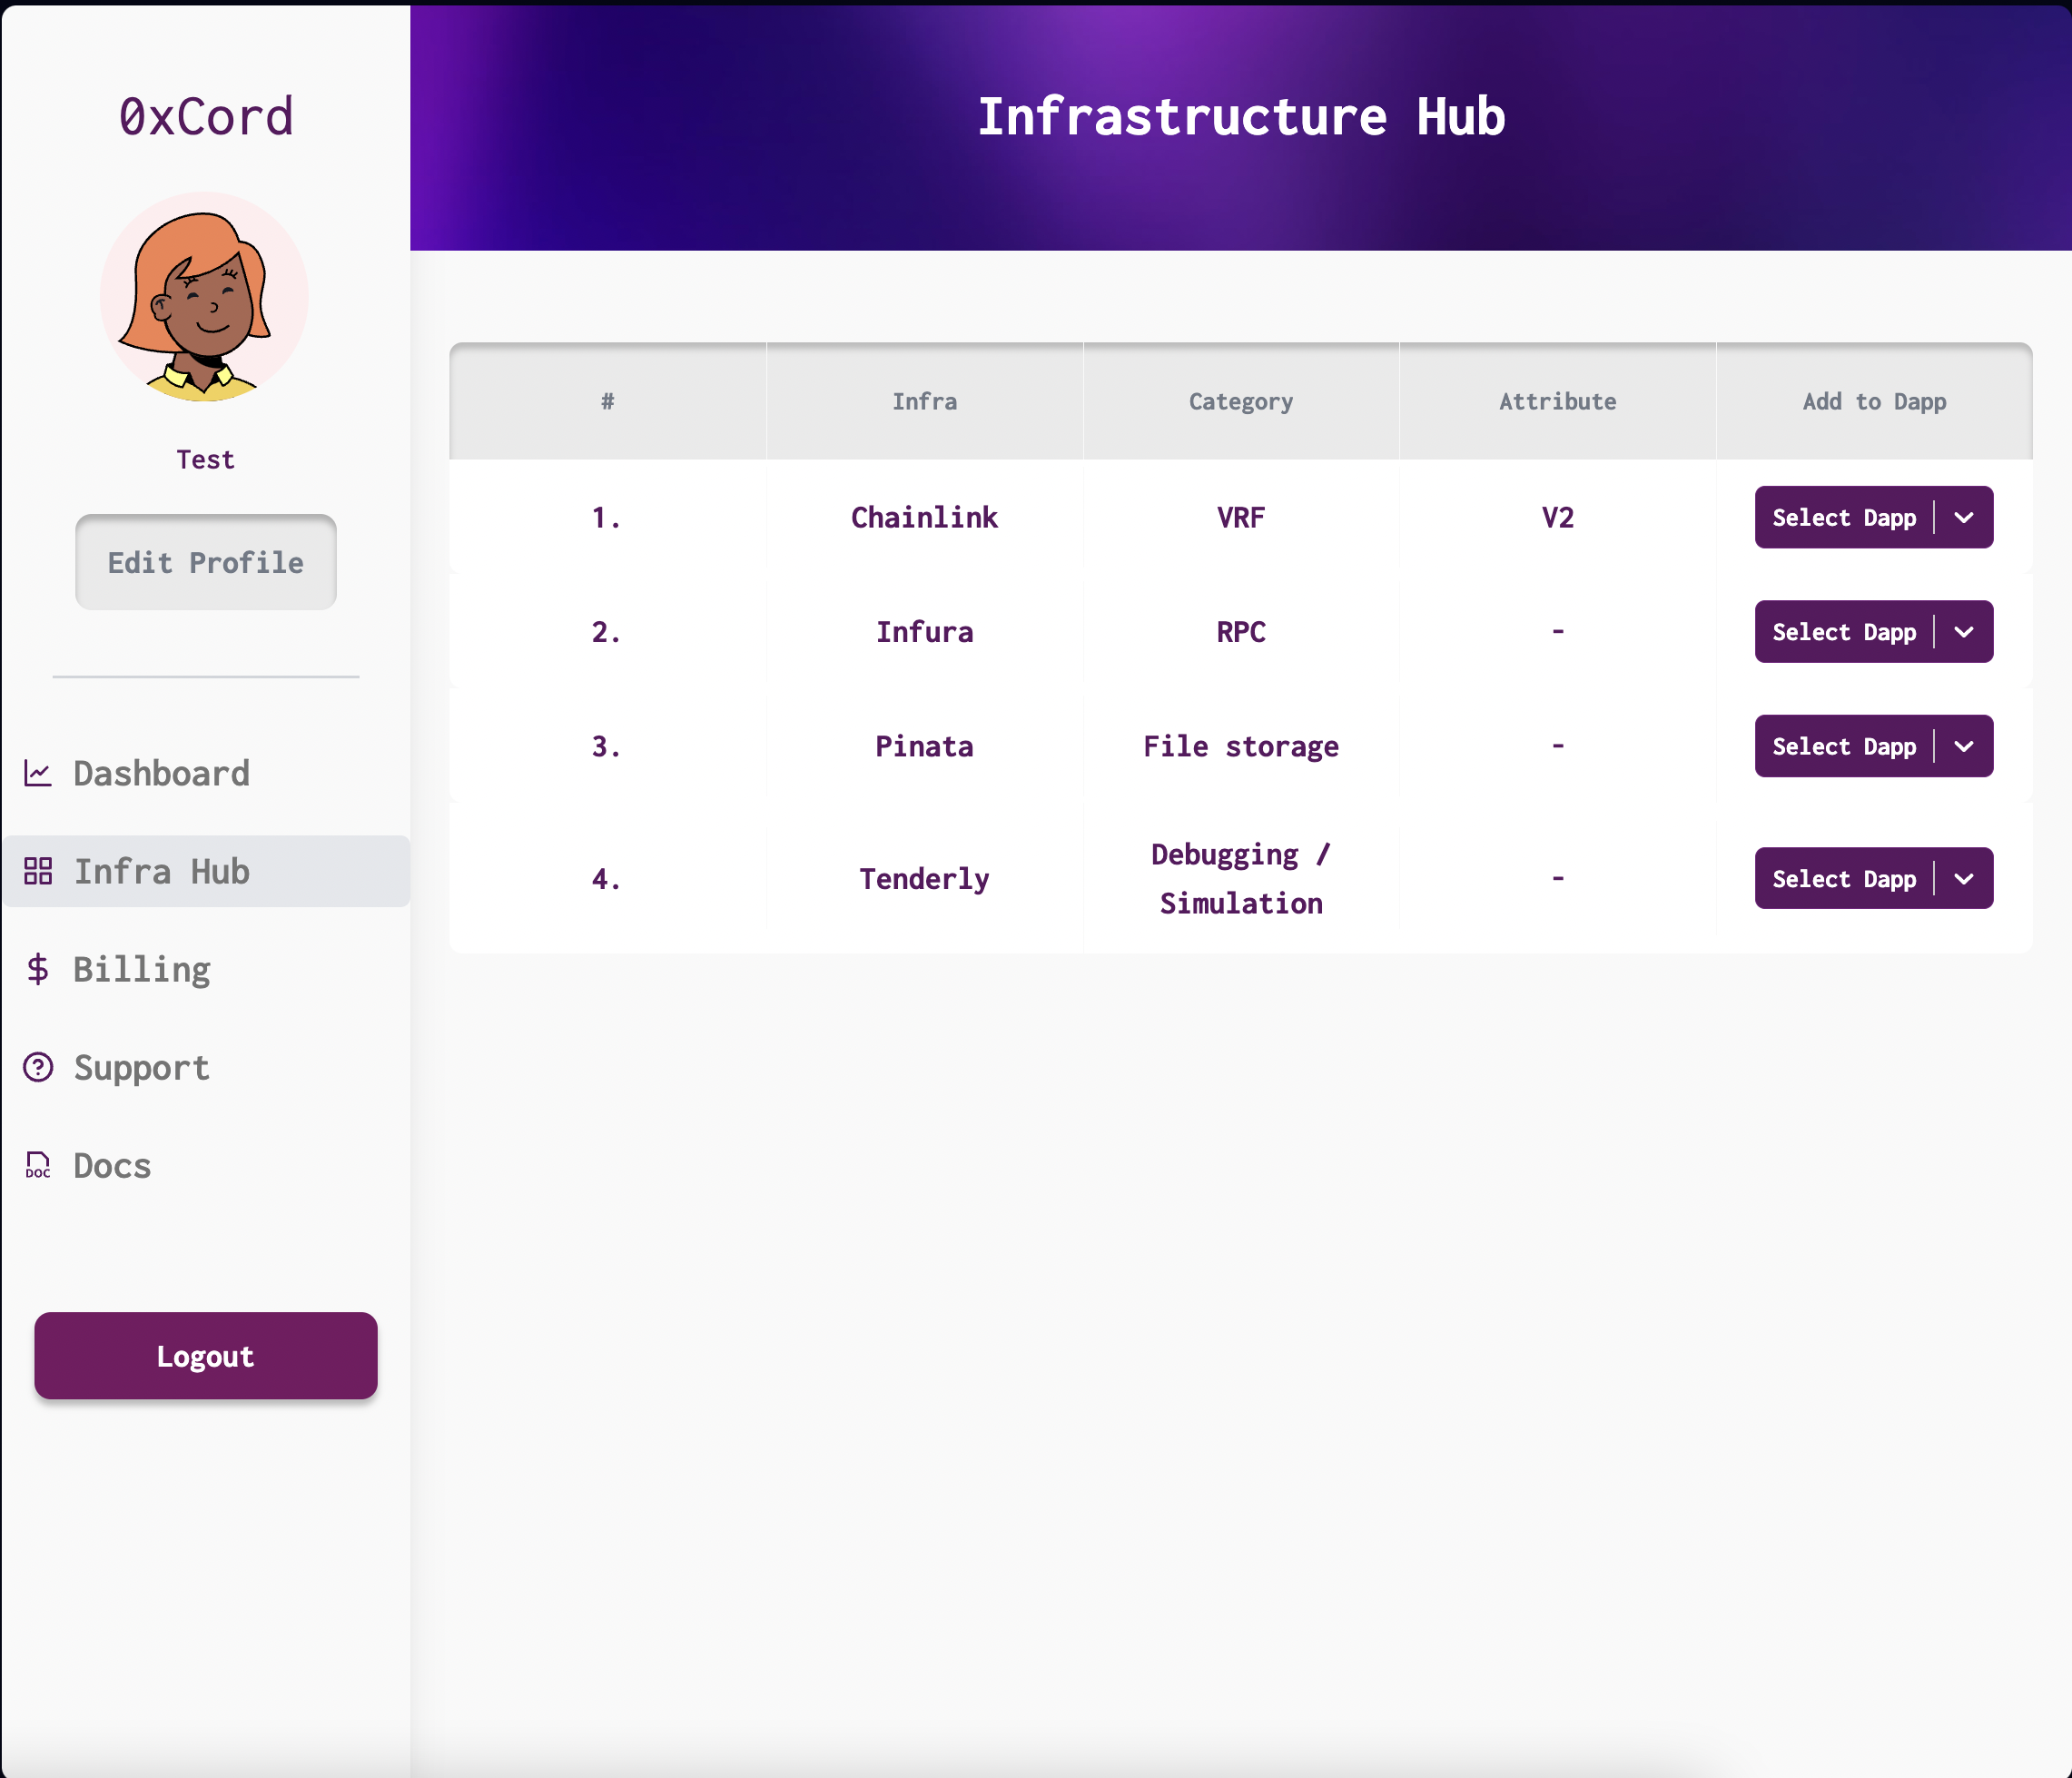 0xCord
Test
Edit Profile
Dashboard
Infra Hub
Billing
Support
DOC Docs
Logout
Infrastructure Hub
# Infra Category Attribute Add to Dapp
1. Chainlink VRF V2 Select Dapp
2. Infura RPC - Select Dapp
3. Pinata File storage - Select Dapp
4. Tenderly Debugging / - Select Dapp
Simulation